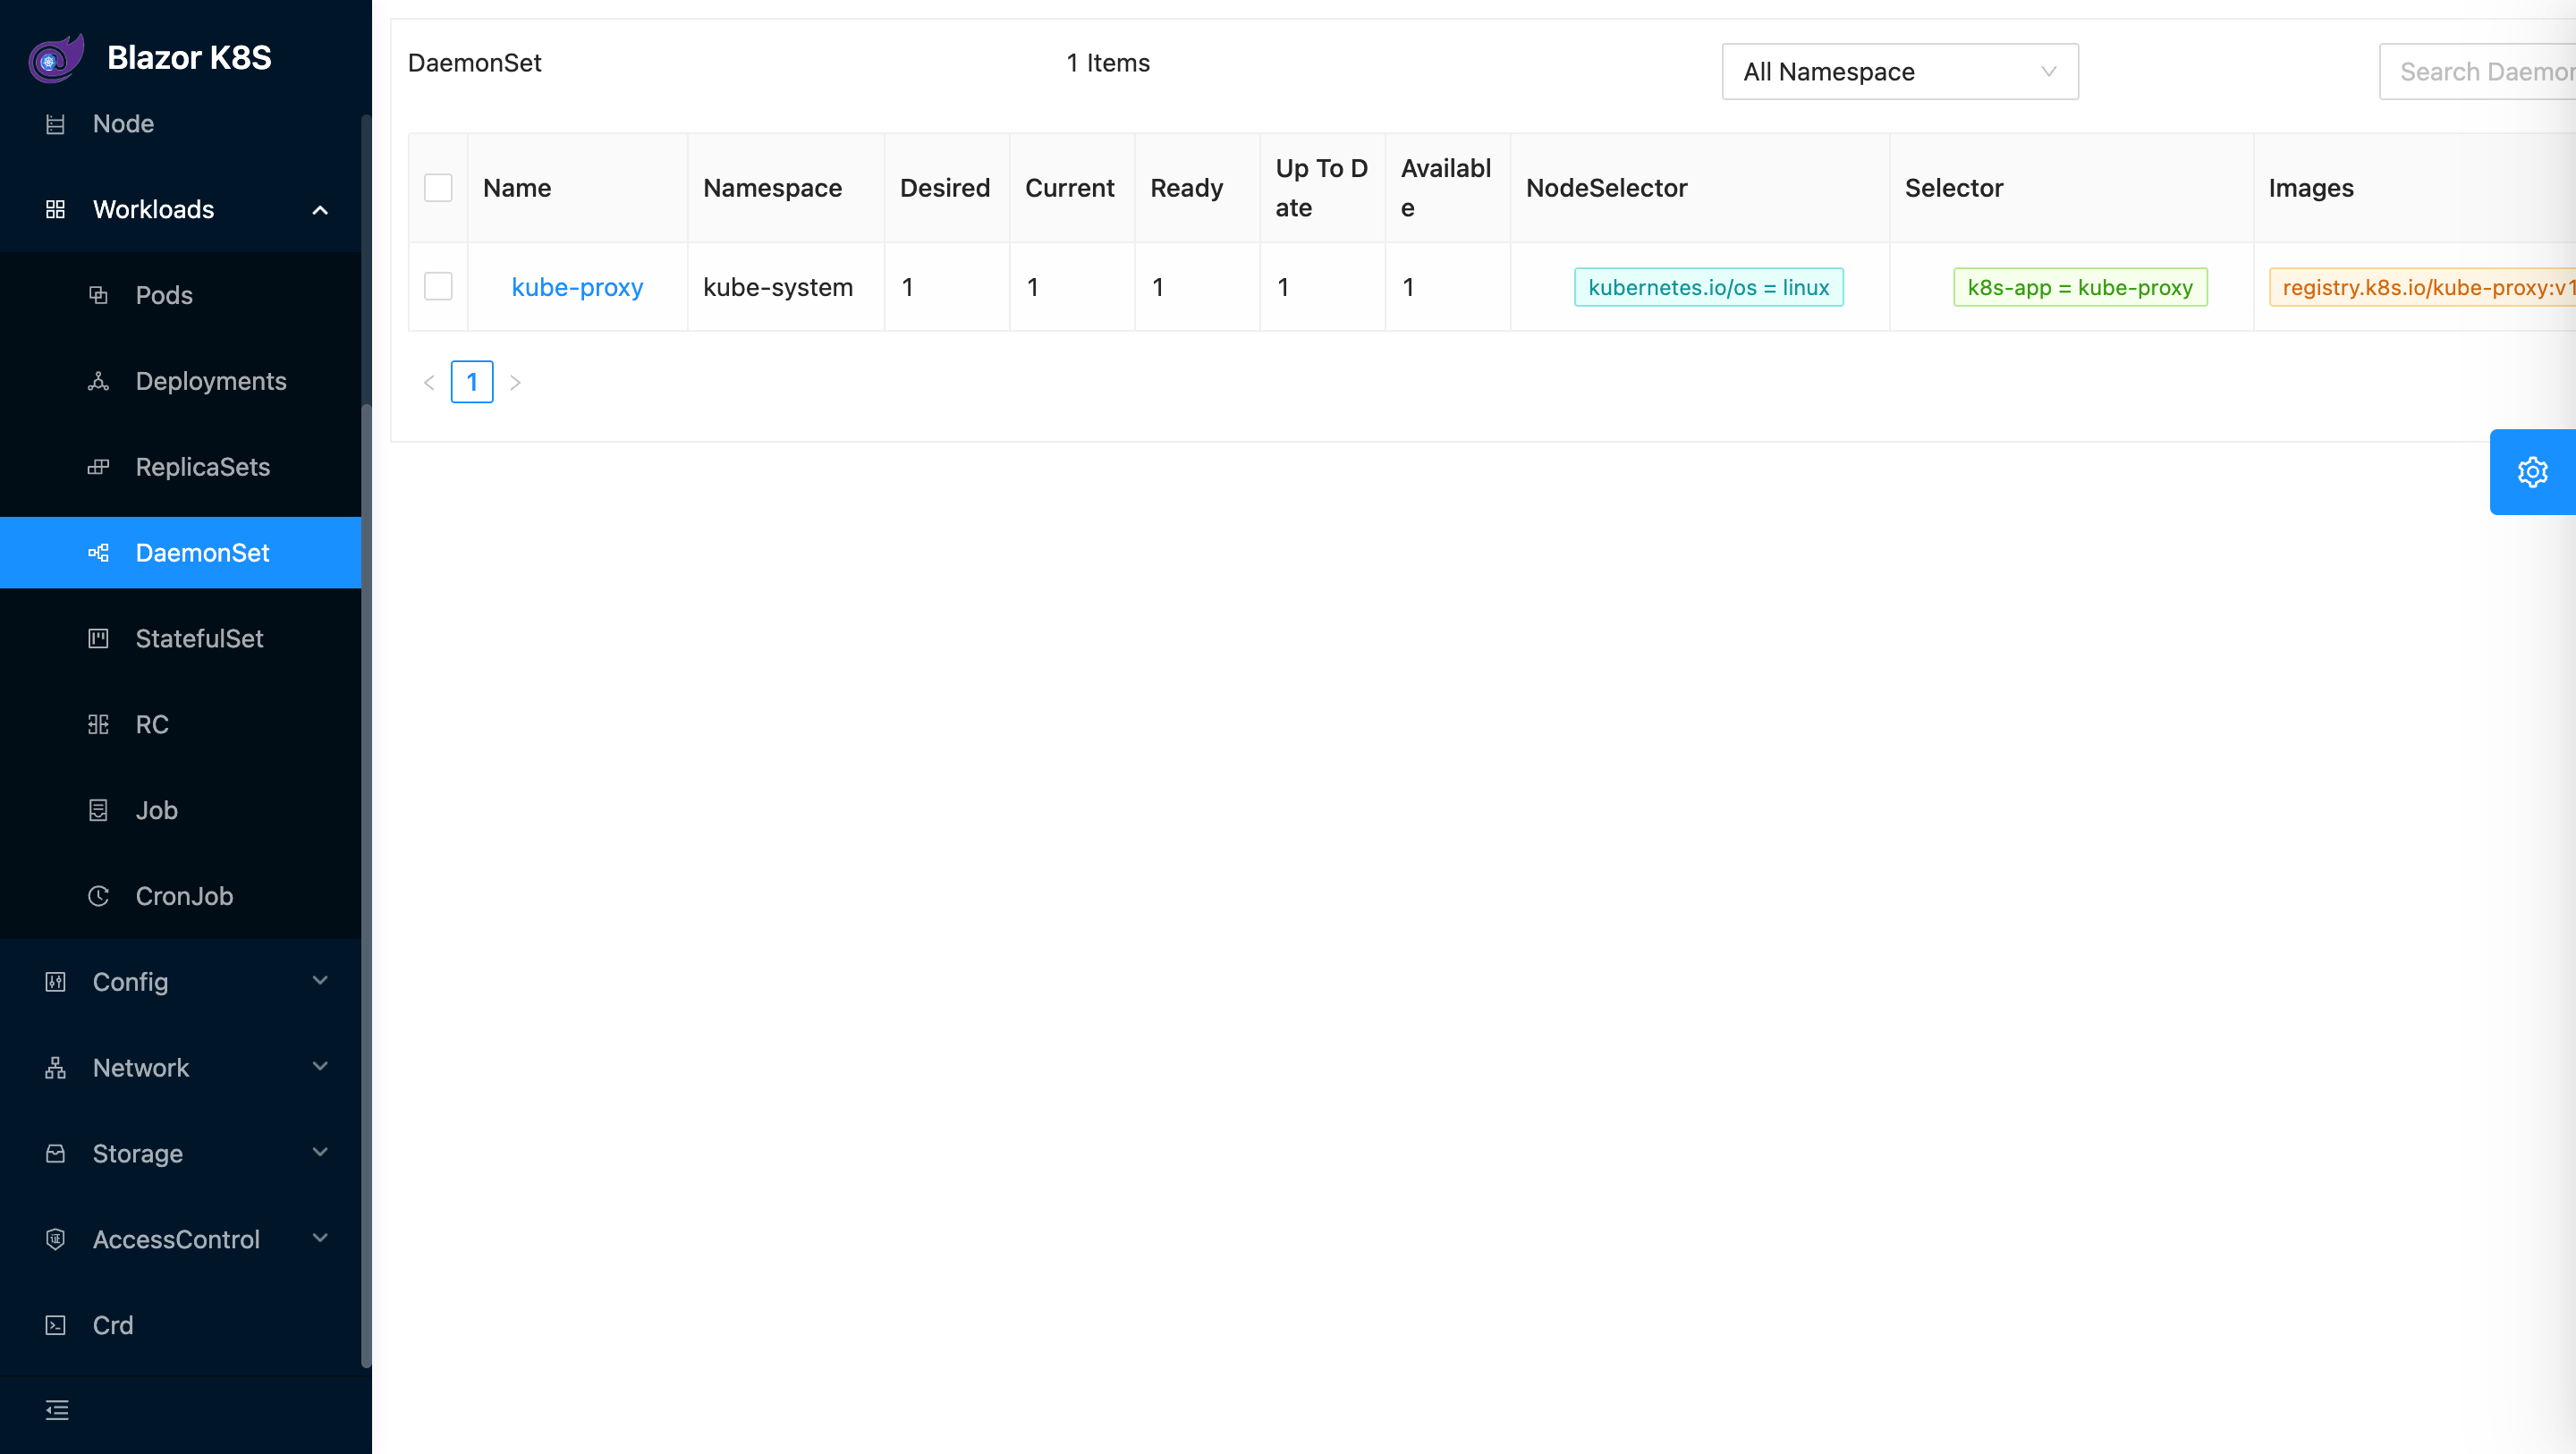 Blazor K8S
Node
Workloads
Pods
Deployments
ReplicaSets
DaemonSet
StatefulSet
RC
Job
CronJob
Config
Network
Storage
AccessControl
Crd
DaemonSet
1 Items
All Namespace
Search Daemon
Name
Namespace
Desired
Current
Ready
Up To D
ate
Availabl
e
NodeSelector
Selector
Images
kube-proxy
kube-system
1
1
1
1
1
kubernetes.io/os = linux
k8s-app = kube-proxy
registry.k8s.io/kube-proxy:v1
1